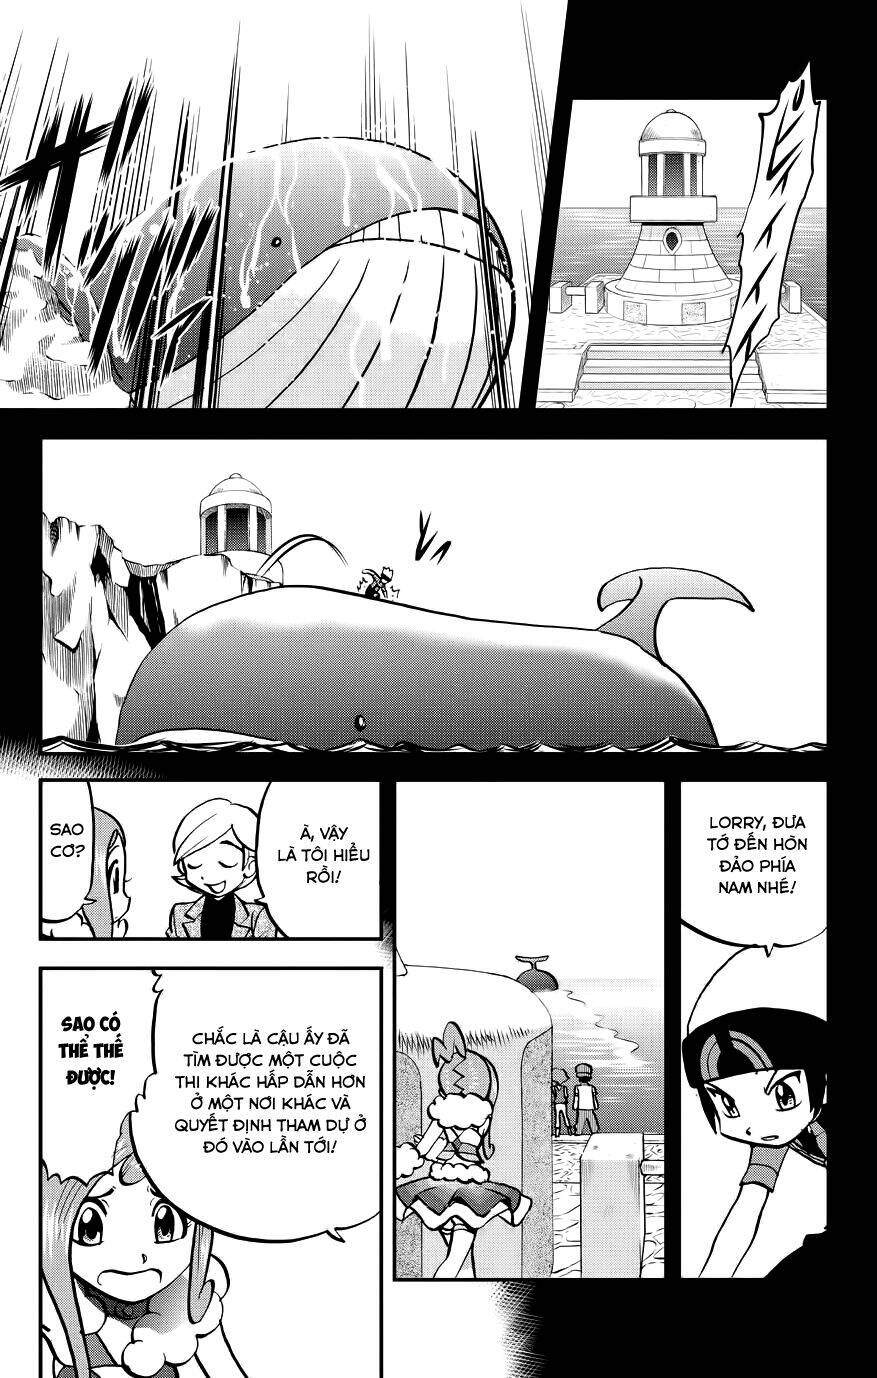 LORRY, ĐƯA
TỚ ĐẾN HÒN
ĐẢO PHÍA
NAM NHÉ!
À, VẬY
LÀ TÔI HIỂU
RỒI!
SAO
CƠ?
CHẮC LÀ CẬU ẤY ĐÃ
TÌM ĐƯỢC MỘT CUỘC
THI KHÁC HẤP DẪN HƠN
Ở MỘT NƠI KHÁC VÀ
QUYẾT ĐỊNH THAM DỰ Ở
ĐÓ VÀO LẦN TỚI!
SAO CÓ
THỂ THẾ
ĐƯỢC!